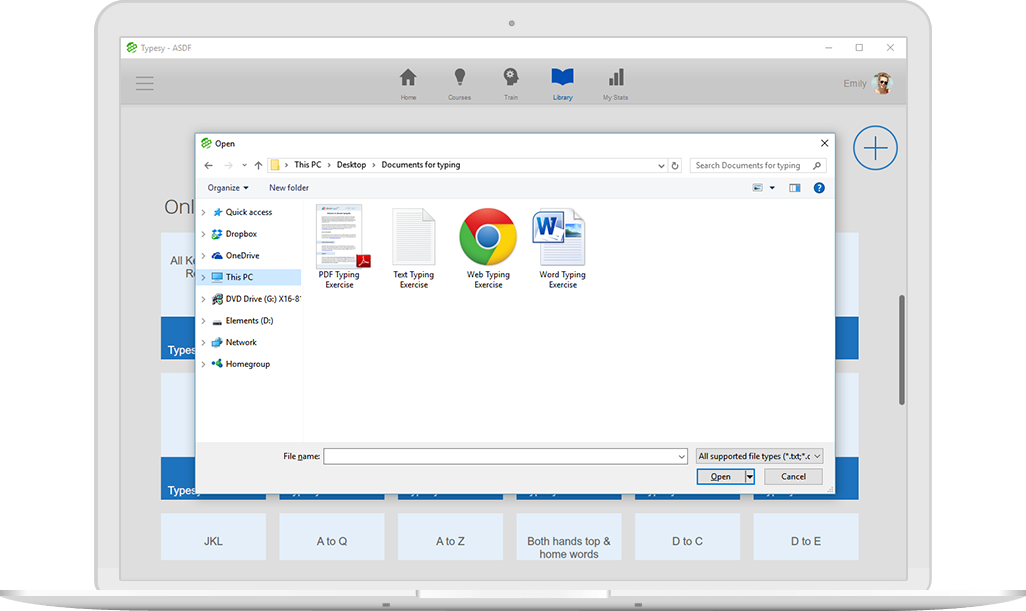 Typesy - ASDF
Home
Courses
Train
Library
My Stats
Emily
Open
This PC
Desktop
Documents for typing
Search Documents for typing
Organize
New folder
Onl
Quick access
Dropbox
OneDrive
This PC
DVD Drive (G:) X16-8
Elements (D:)
Network
Homegroup
PDF Typing
Exercise
Text Typing
Exercise
Web Typing
Exercise
Word Typing
Exercise
All Ke
Types
Typesy
File name:
All supported file types (*.txt;*.c
Open
Cancel
JKL
A to Q
A to Z
Both hands top &
home words
D to C
D to E